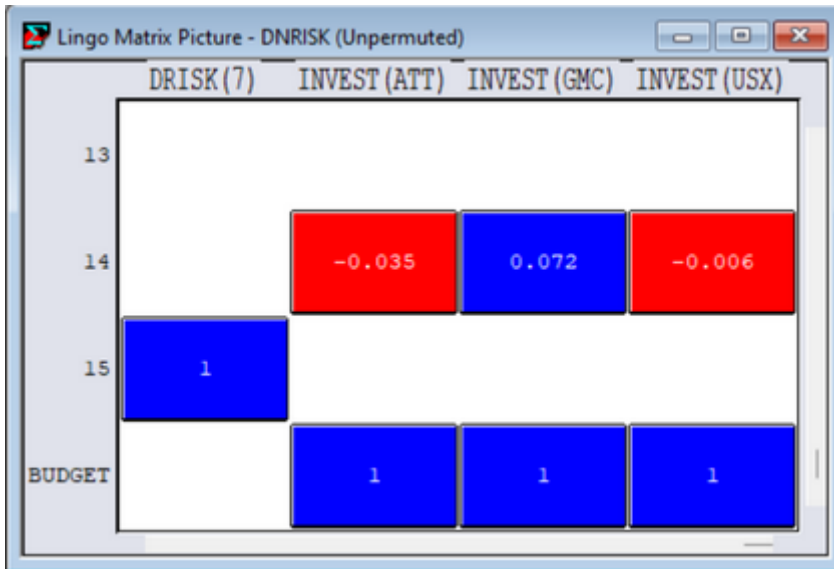 Lingo Matrix Picture - DNRISK (Unpermuted)
DRISK(7) INVEST(ATT) INVEST(GMC) INVEST(USX)
13
14 -0.035 0.072 -0.006
15 1
BUDGET 1 1 1